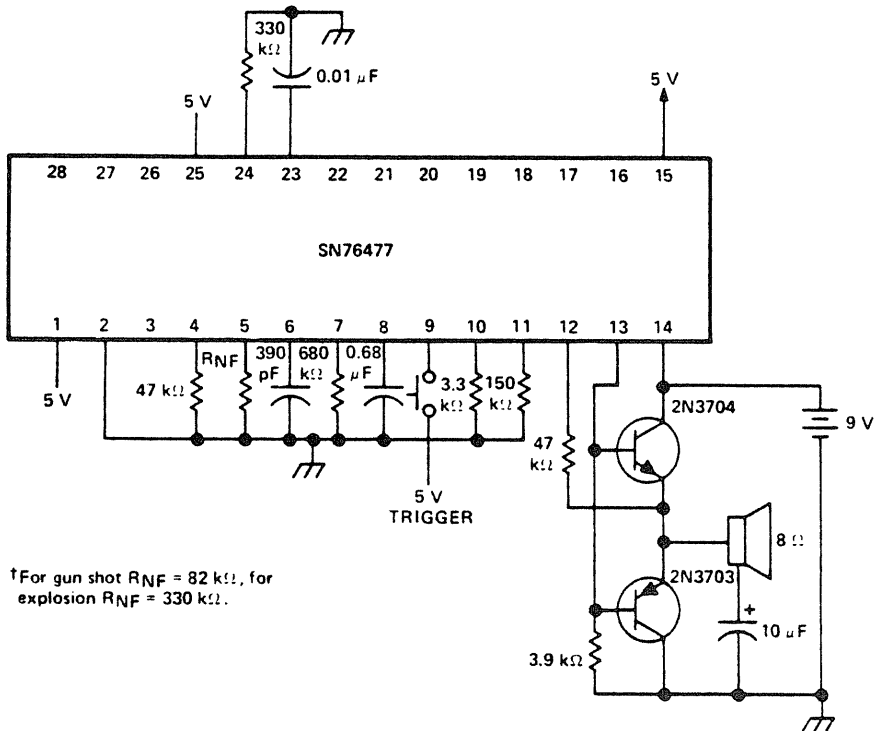 330
kΩ
0.01 μF
5 V
5 V
28 27 26 25 24 23 22 21 20 19 18 17 16 15
SN76477
1 2 3 4 5 6 7 8 9 10 11 12 13 14
5 V
47 kΩ
RNF
390
pF
680
kΩ
0.68
μF
3.3
kΩ
150
kΩ
5 V
TRIGGER
47
kΩ
2N3704
9 V
8 Ω
2N3703
+
10 μF
3.9 kΩ
†For gun shot RNF = 82 kΩ, for
explosion RNF = 330 kΩ.